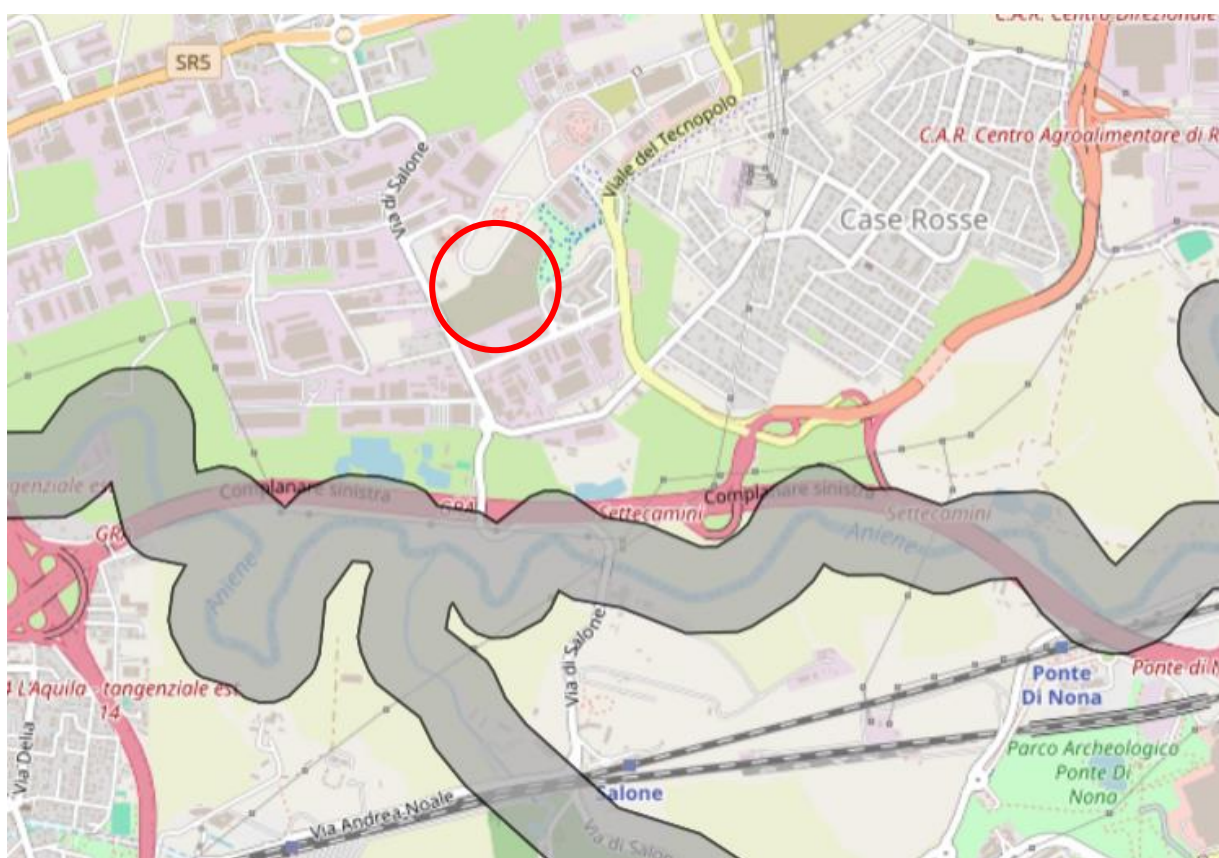 C.A.R. Centro Direzionale
SR5
Viale del Tecnopolo
C.A.R. Centro Agroalimentare di R
Via di Salone
Case Rosse
genziale es
Complanare sinistra
GRA
Settecamini
Complanare sinistra
Settecamini
GRA
Aniene
Aniene
Via di Salone
4 L'Aquila - tangenziale est
14
Ponte
Di Nona
Ponte di N
Via Delia
Parco Archeologico
Ponte Di
Nona
Salone
Via Andrea Noale
Via di Salone